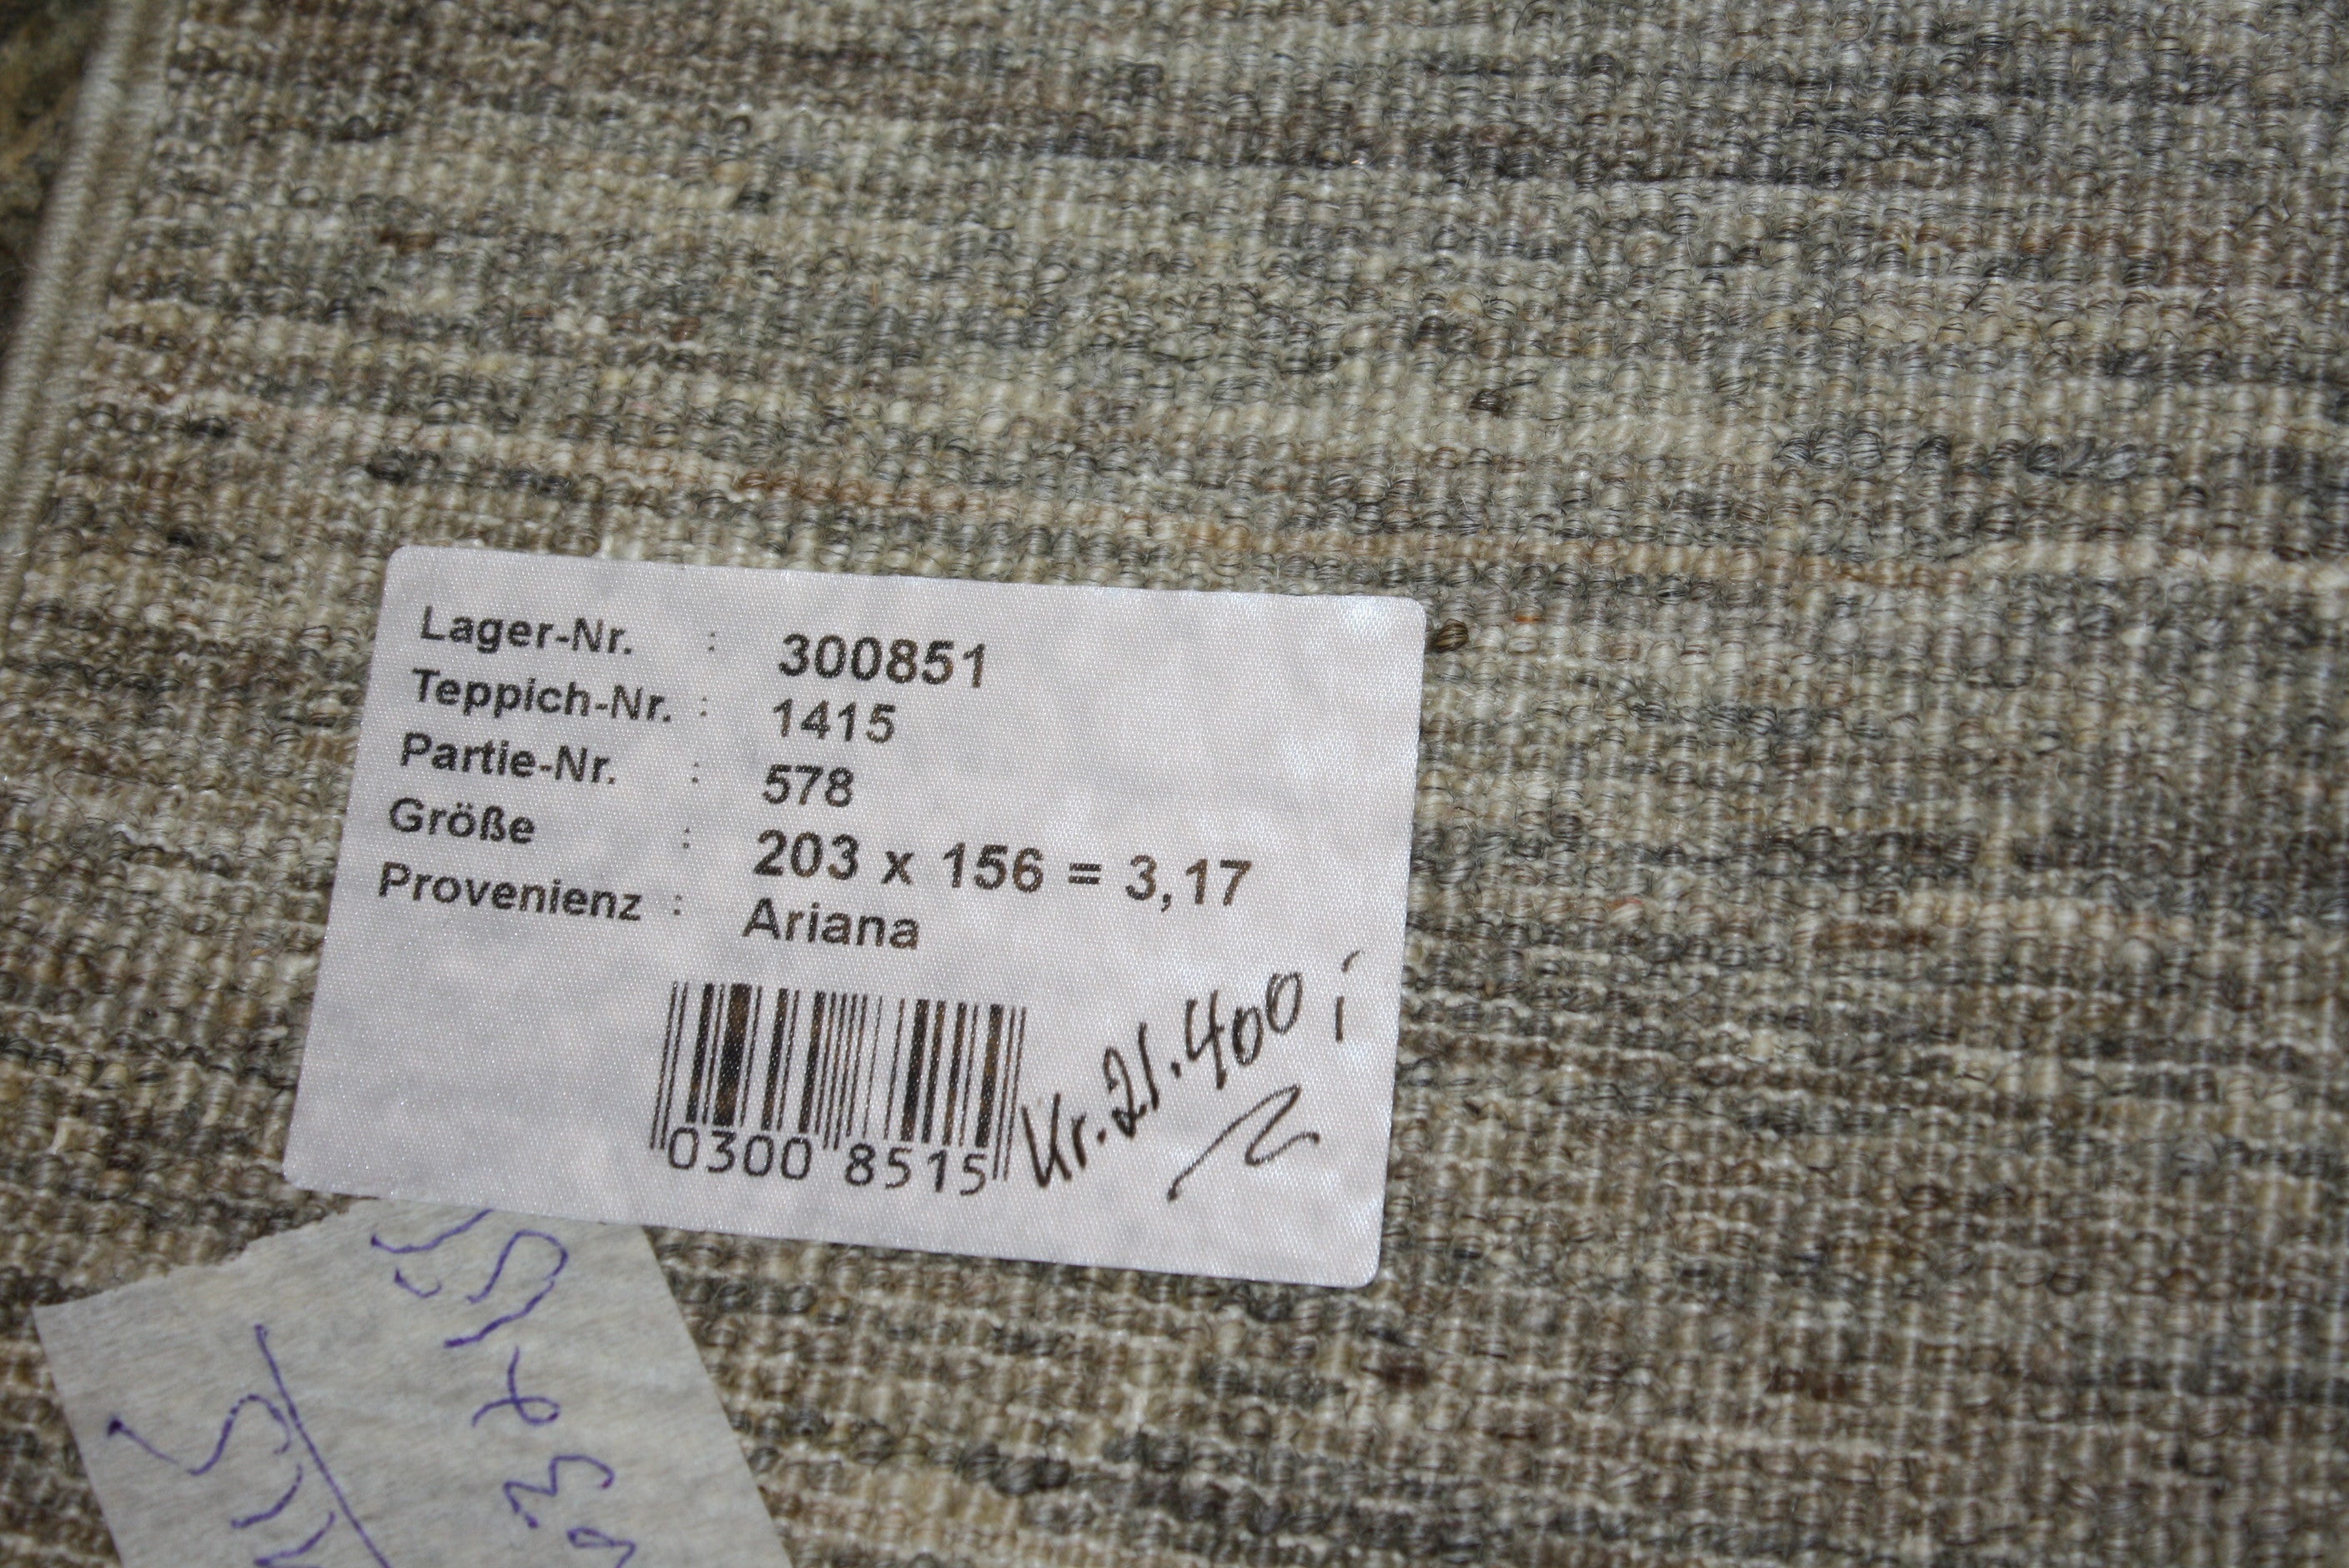 Lager-Nr. : 300851
Teppich-Nr. : 1415
Partie-Nr. : 578
Größe : 203 x 156 = 3,17
Provenienz : Ariana
0300 8515
Kr. 21.400